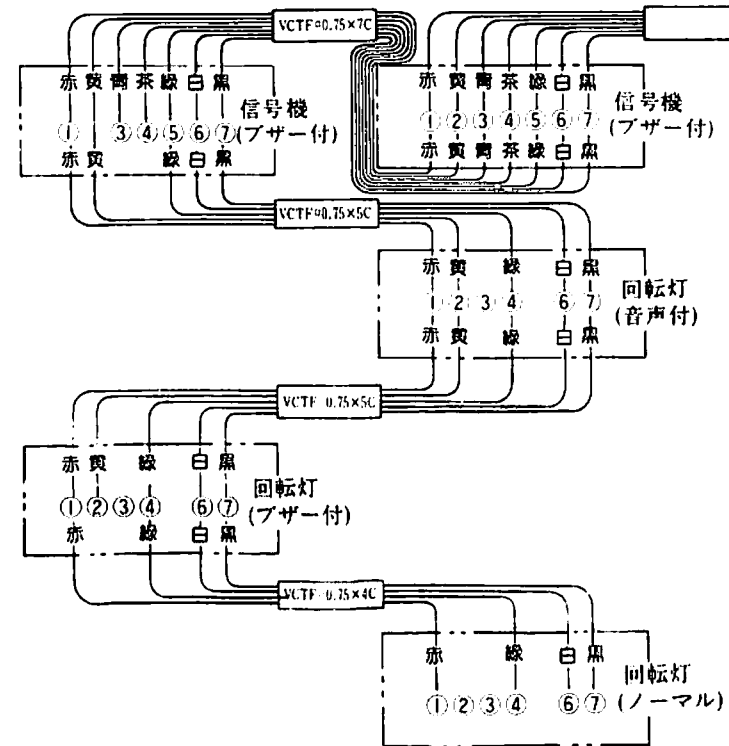 VCTF 0.75×7C
赤 黄 青 茶 緑 白 黒
① ③ ④ ⑤ ⑥ ⑦
赤 黄 緑 白 黒
信号機
(ブザー付)
赤 黄 青 茶 緑 白 黒
① ② ③ ④ ⑤ ⑥ ⑦
赤 黄 青 茶 緑 白 黒
信号機
(ブザー付)
VCTF 0.75×5C
赤 黄 緑 白 黒
① ② ③ ④ ⑥ ⑦
赤 黄 緑 白 黒
回転灯
(音声付)
VCTF 0.75×5C
赤 黄 緑 白 黒
① ② ③ ④ ⑥ ⑦
赤 緑 白 黒
回転灯
(ブザー付)
VCTF 0.75×4C
赤 緑 白 黒
① ② ③ ④ ⑥ ⑦
回転灯
(ノーマル)